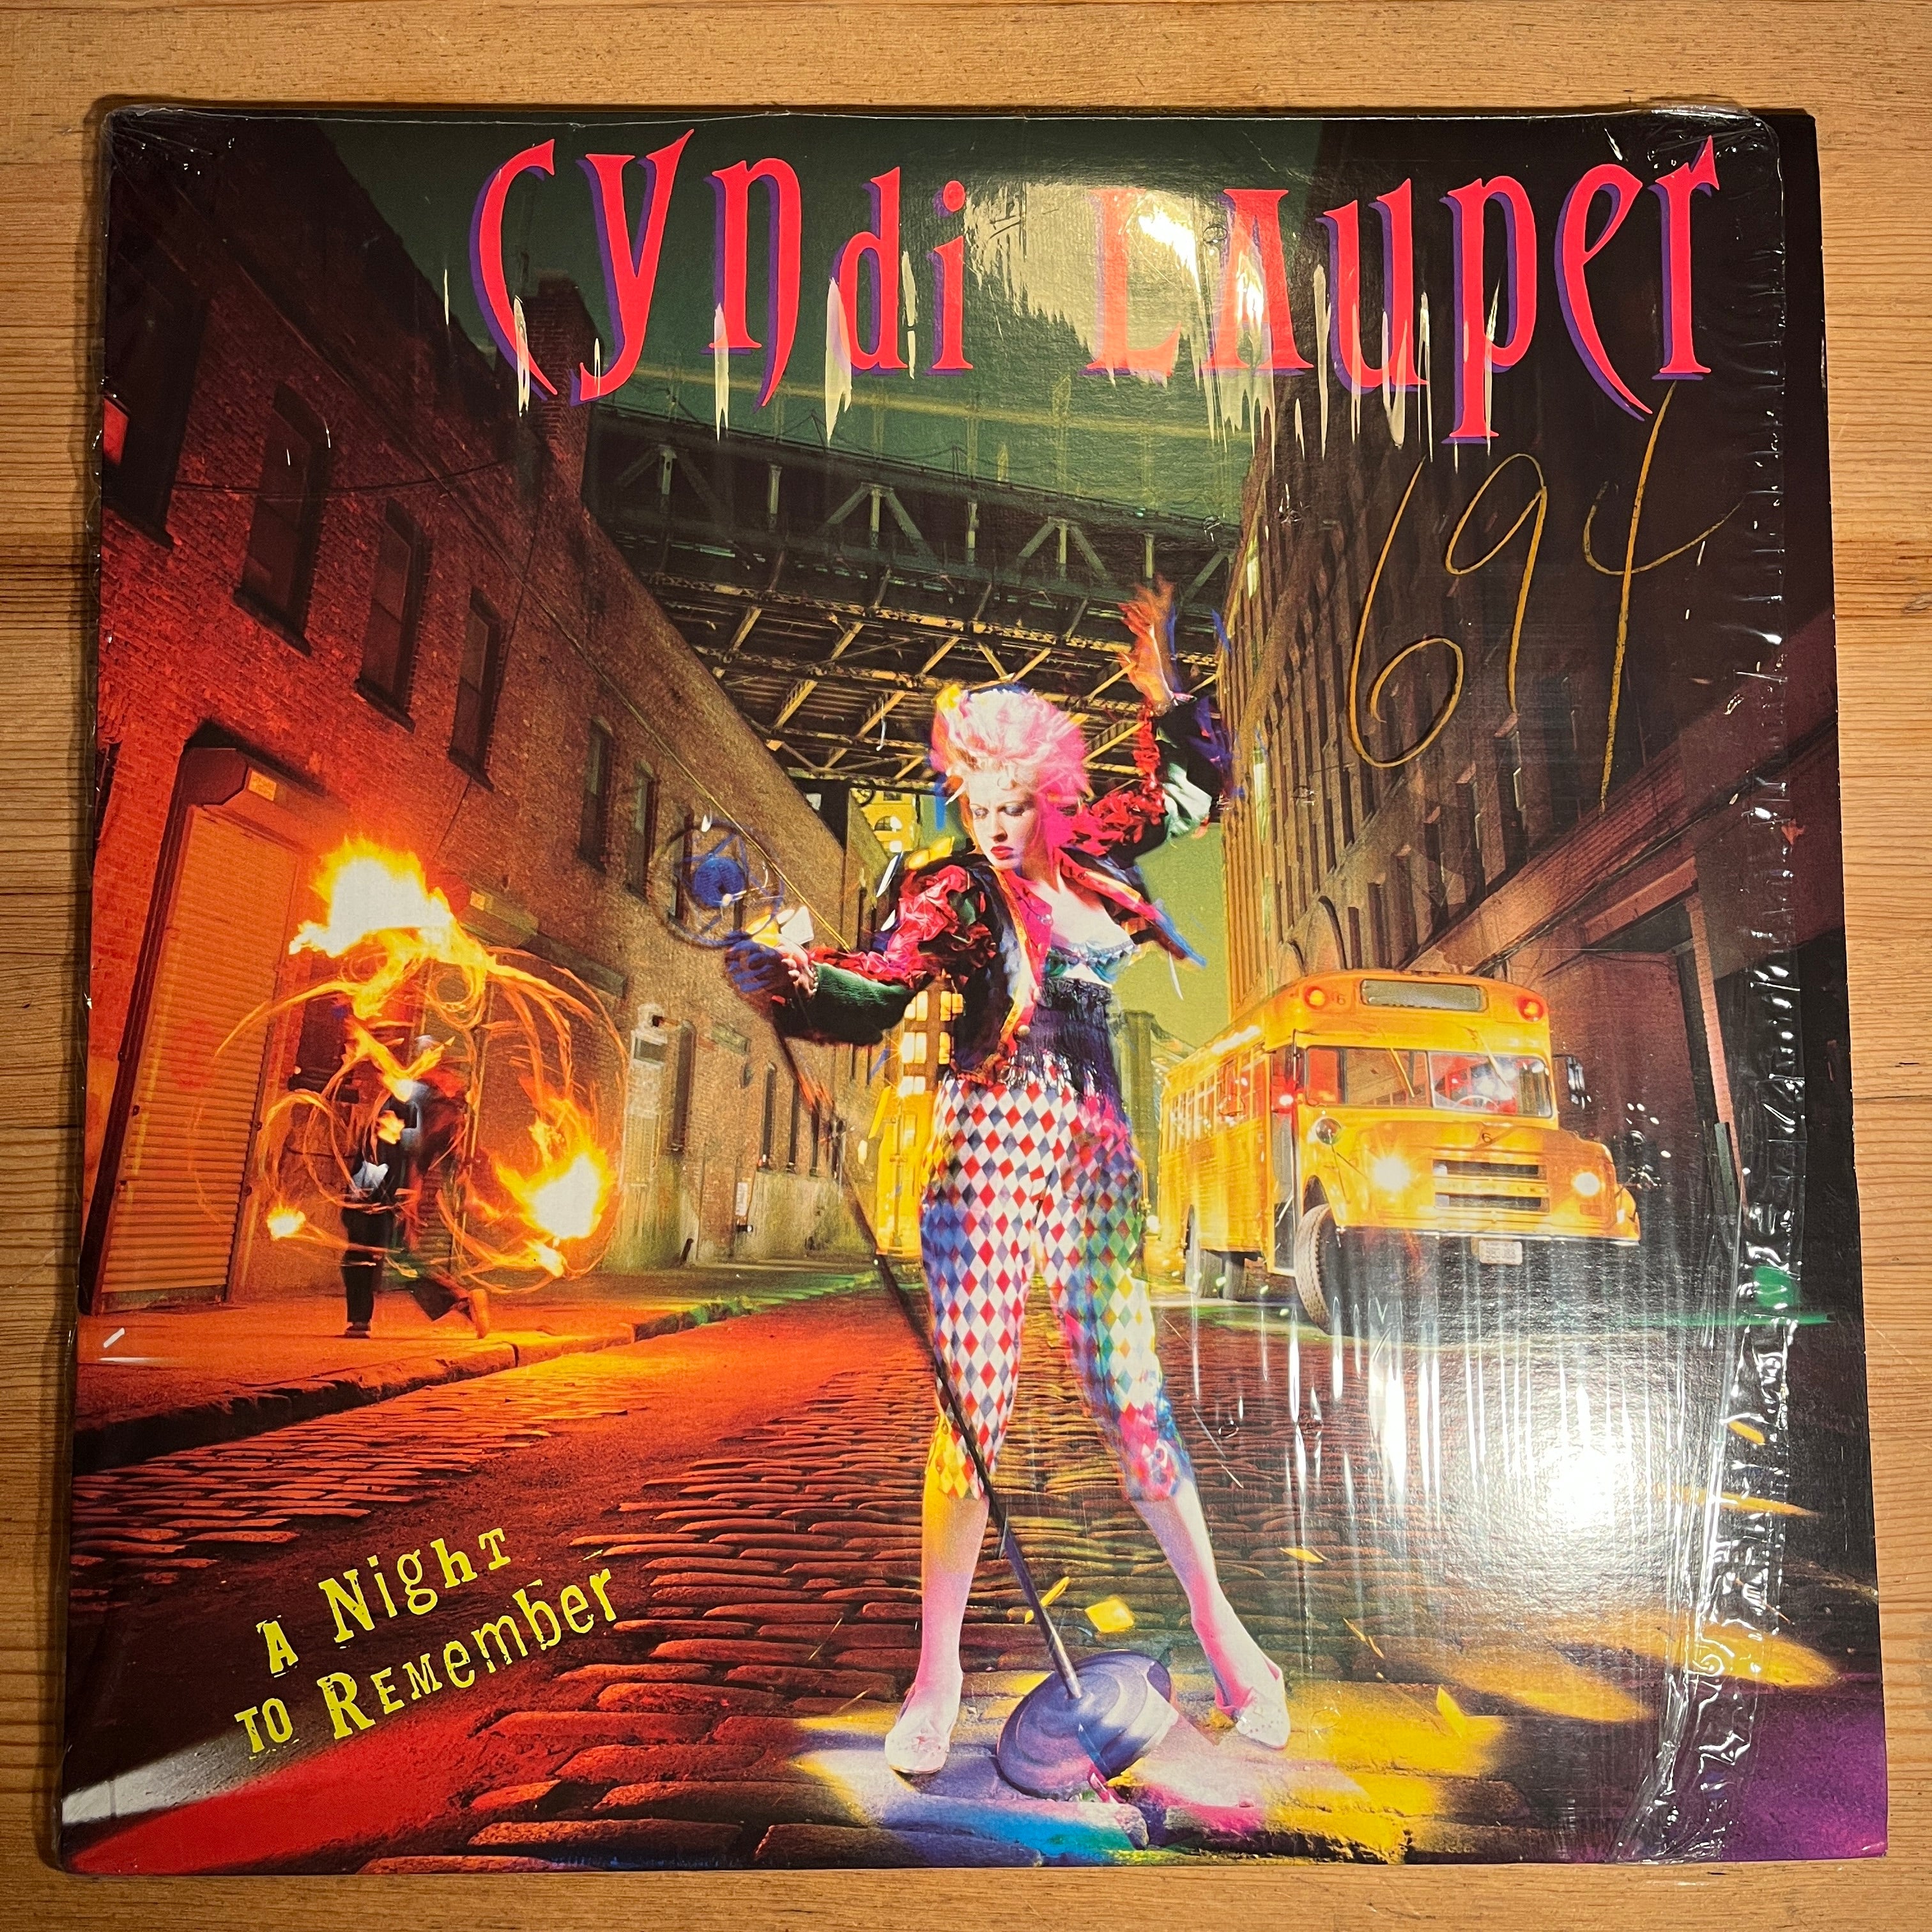 Cyndi Lauper
694
A Night
to Remember